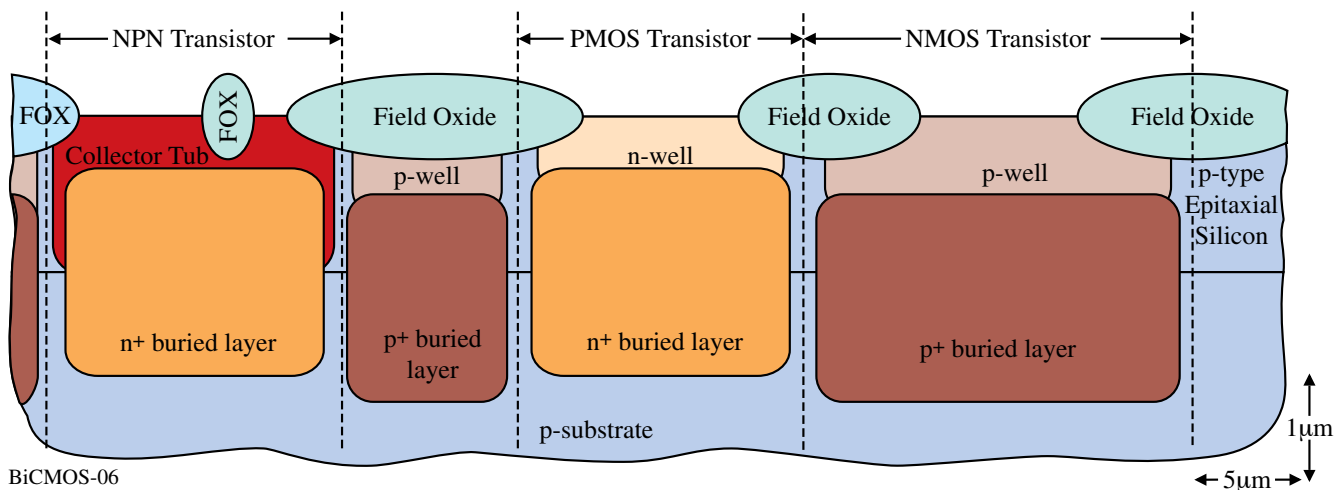 NPN Transistor
PMOS Transistor
NMOS Transistor
FOX
FOX
Field Oxide
Field Oxide
Field Oxide
Collector Tub
p-well
n-well
p-well
p-type
Epitaxial
Silicon
n+ buried layer
p+ buried
layer
n+ buried layer
p+ buried layer
p-substrate
1μm
5μm
BiCMOS-06